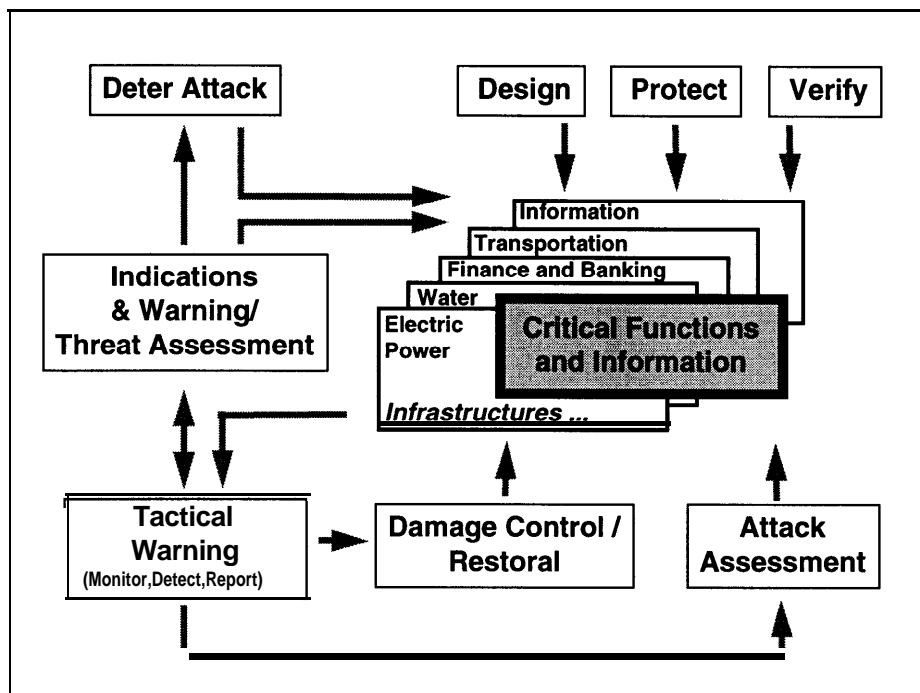 Deter Attack
Design
Protect
Verify
Information
Transportation
Finance and Banking
Water
Electric
Power
Infrastructures ...
Critical Functions
and Information
Indications
& Warning/
Threat Assessment
Tactical
Warning
(Monitor,Detect,Report)
Damage Control /
Restoral
Attack
Assessment